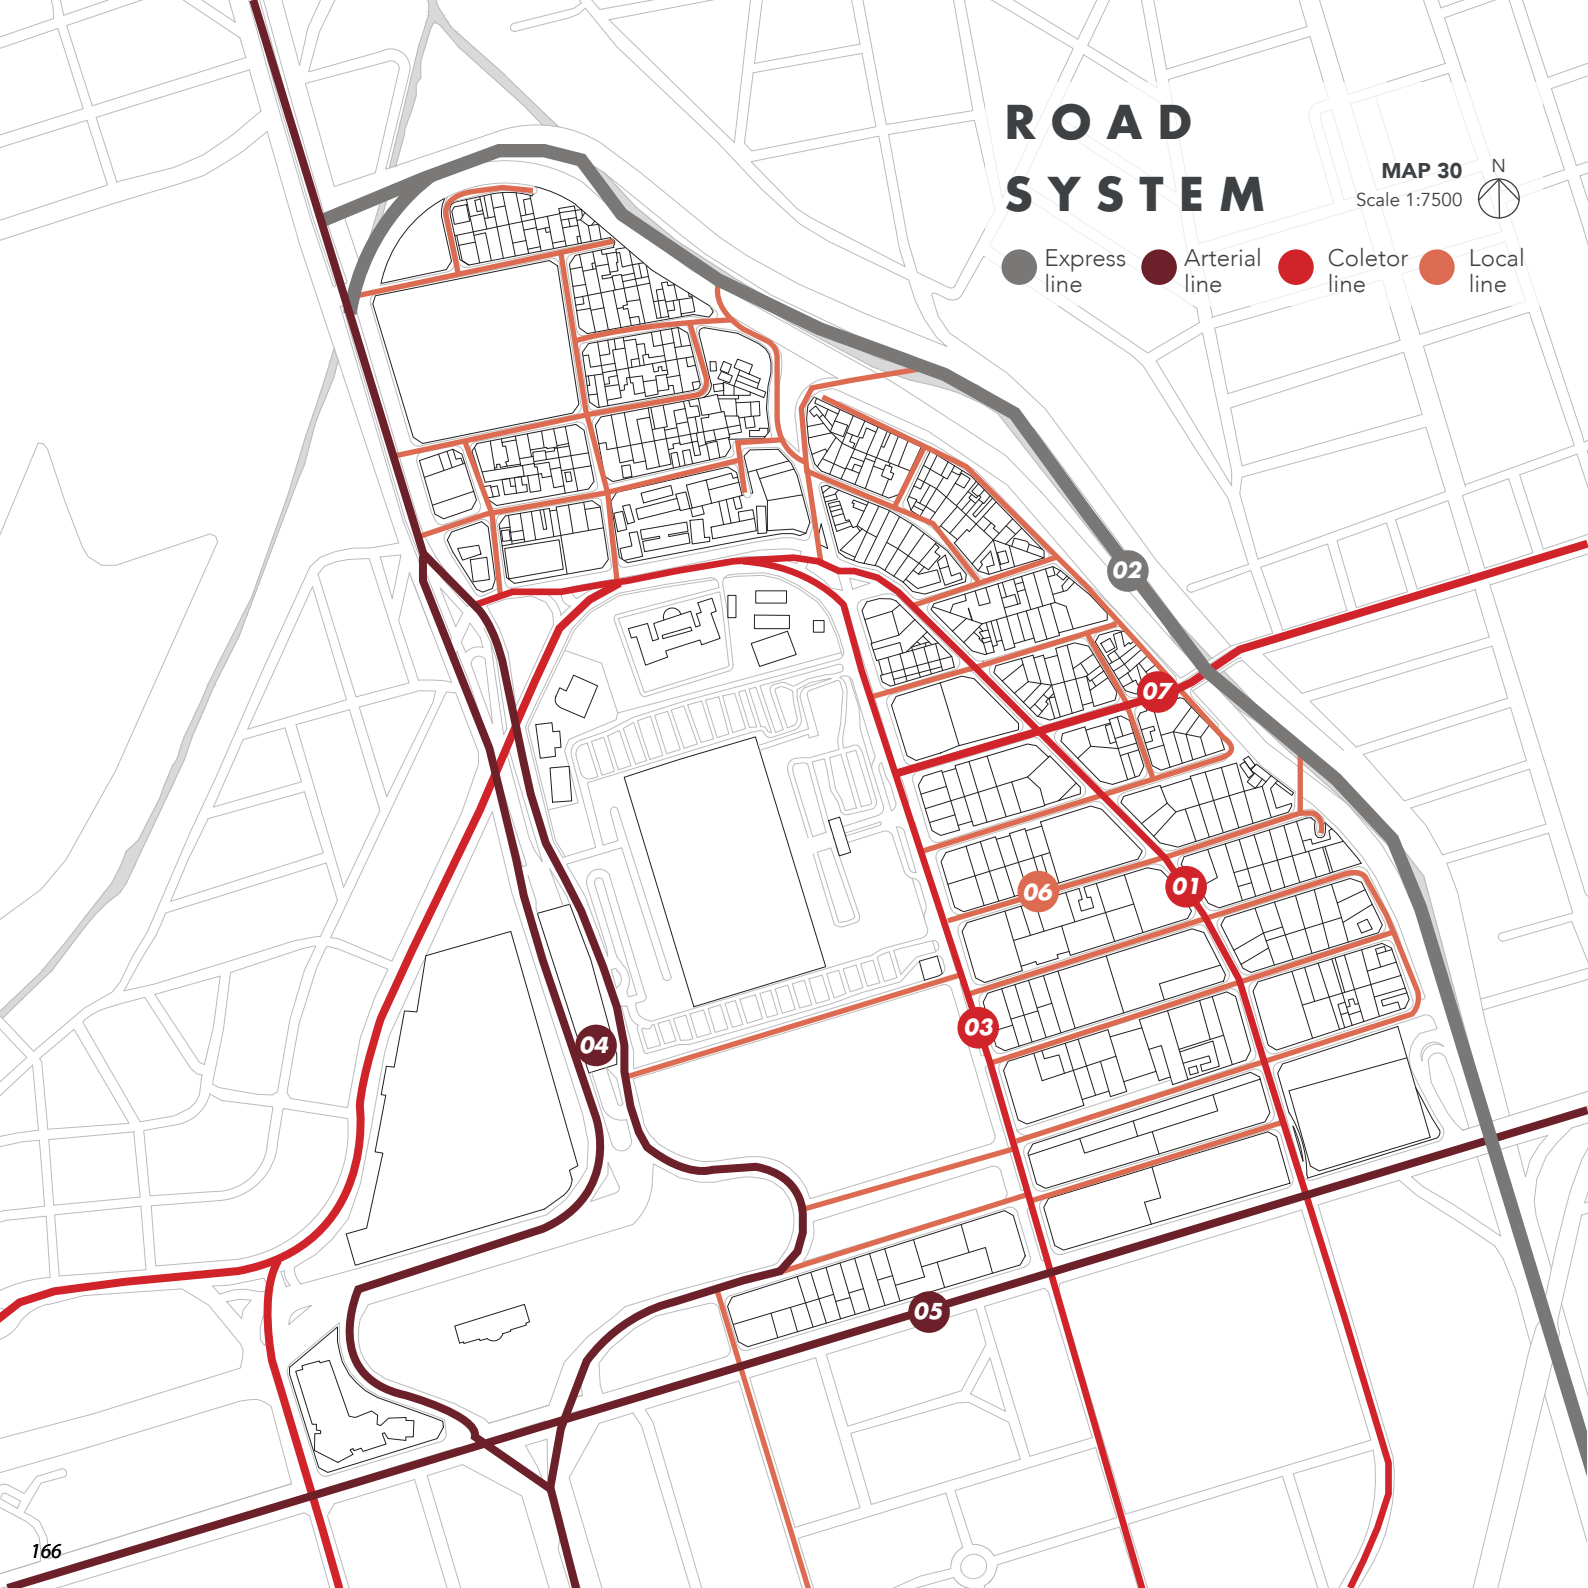 ROAD
SYSTEM
MAP 30
Scale 1:7500
N
Express
line
Arterial
line
Coletor
line
Local
line
02
07
06
01
03
04
05
166